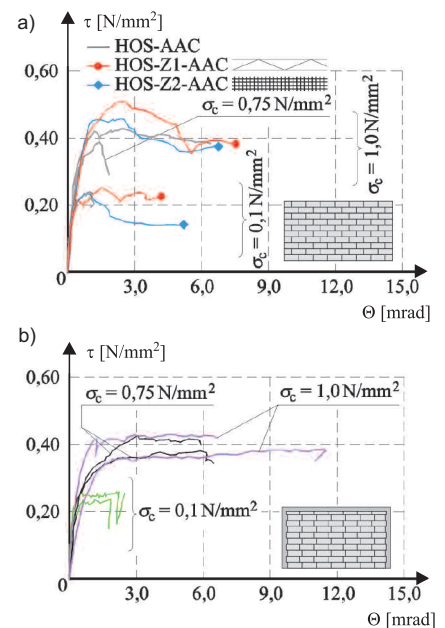 a)
τ [N/mm²]
HOS-AAC
0,60
HOS-Z1-AAC
HOS-Z2-AAC
σc = 0,75 N/mm²
0,40
σc = 1,0 N/mm²
0,20
σc = 0,1 N/mm²
0
3,0 6,0 9,0 12,0 15,0
Θ [mrad]
b)
τ [N/mm²]
0,60
σc = 0,75 N/mm² σc = 1,0 N/mm²
0,40
σc = 0,1 N/mm²
0,20
0
3,0 6,0 9,0 12,0 15,0
Θ [mrad]